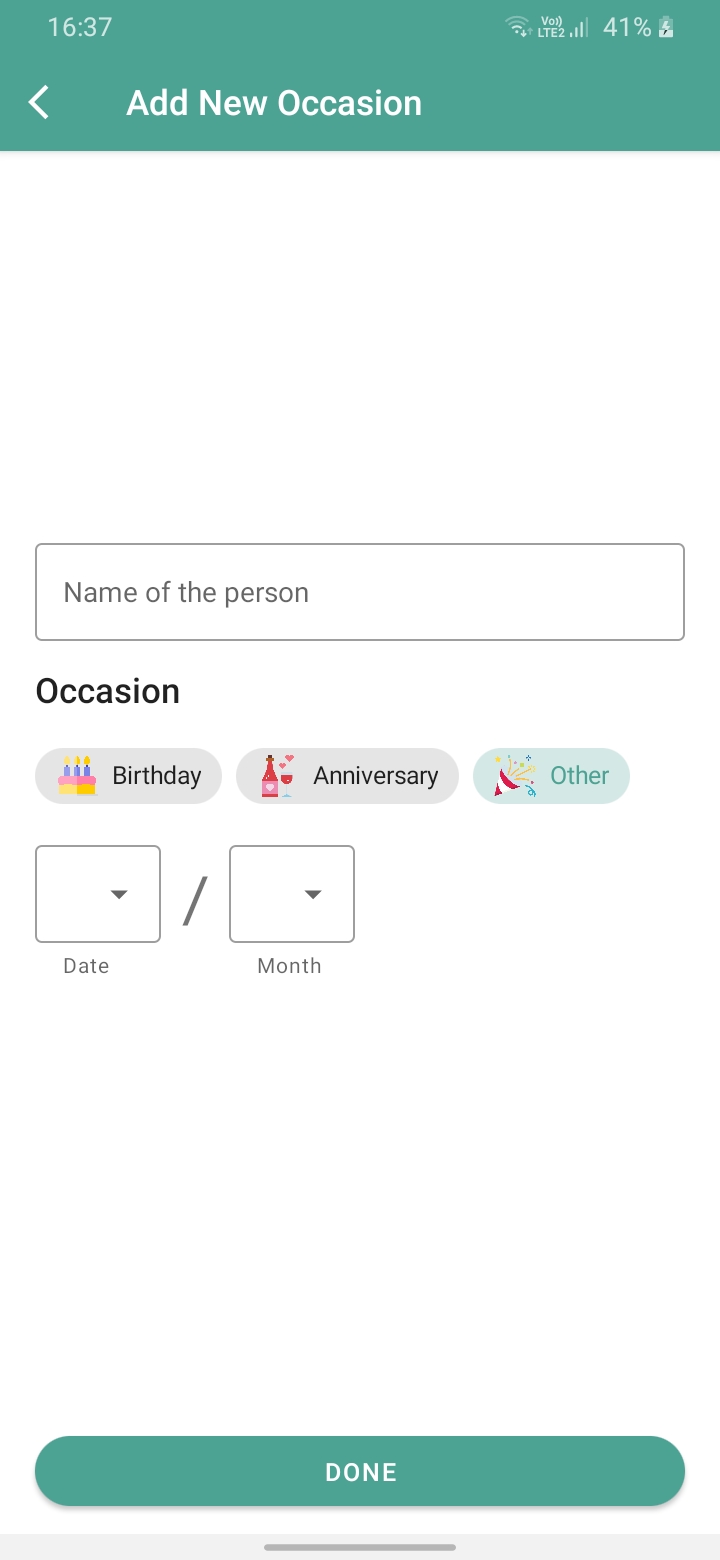 16:37
Vo)) LTE2 41%
Add New Occasion
Name of the person
Occasion
Birthday Anniversary Other
/
Date Month
DONE